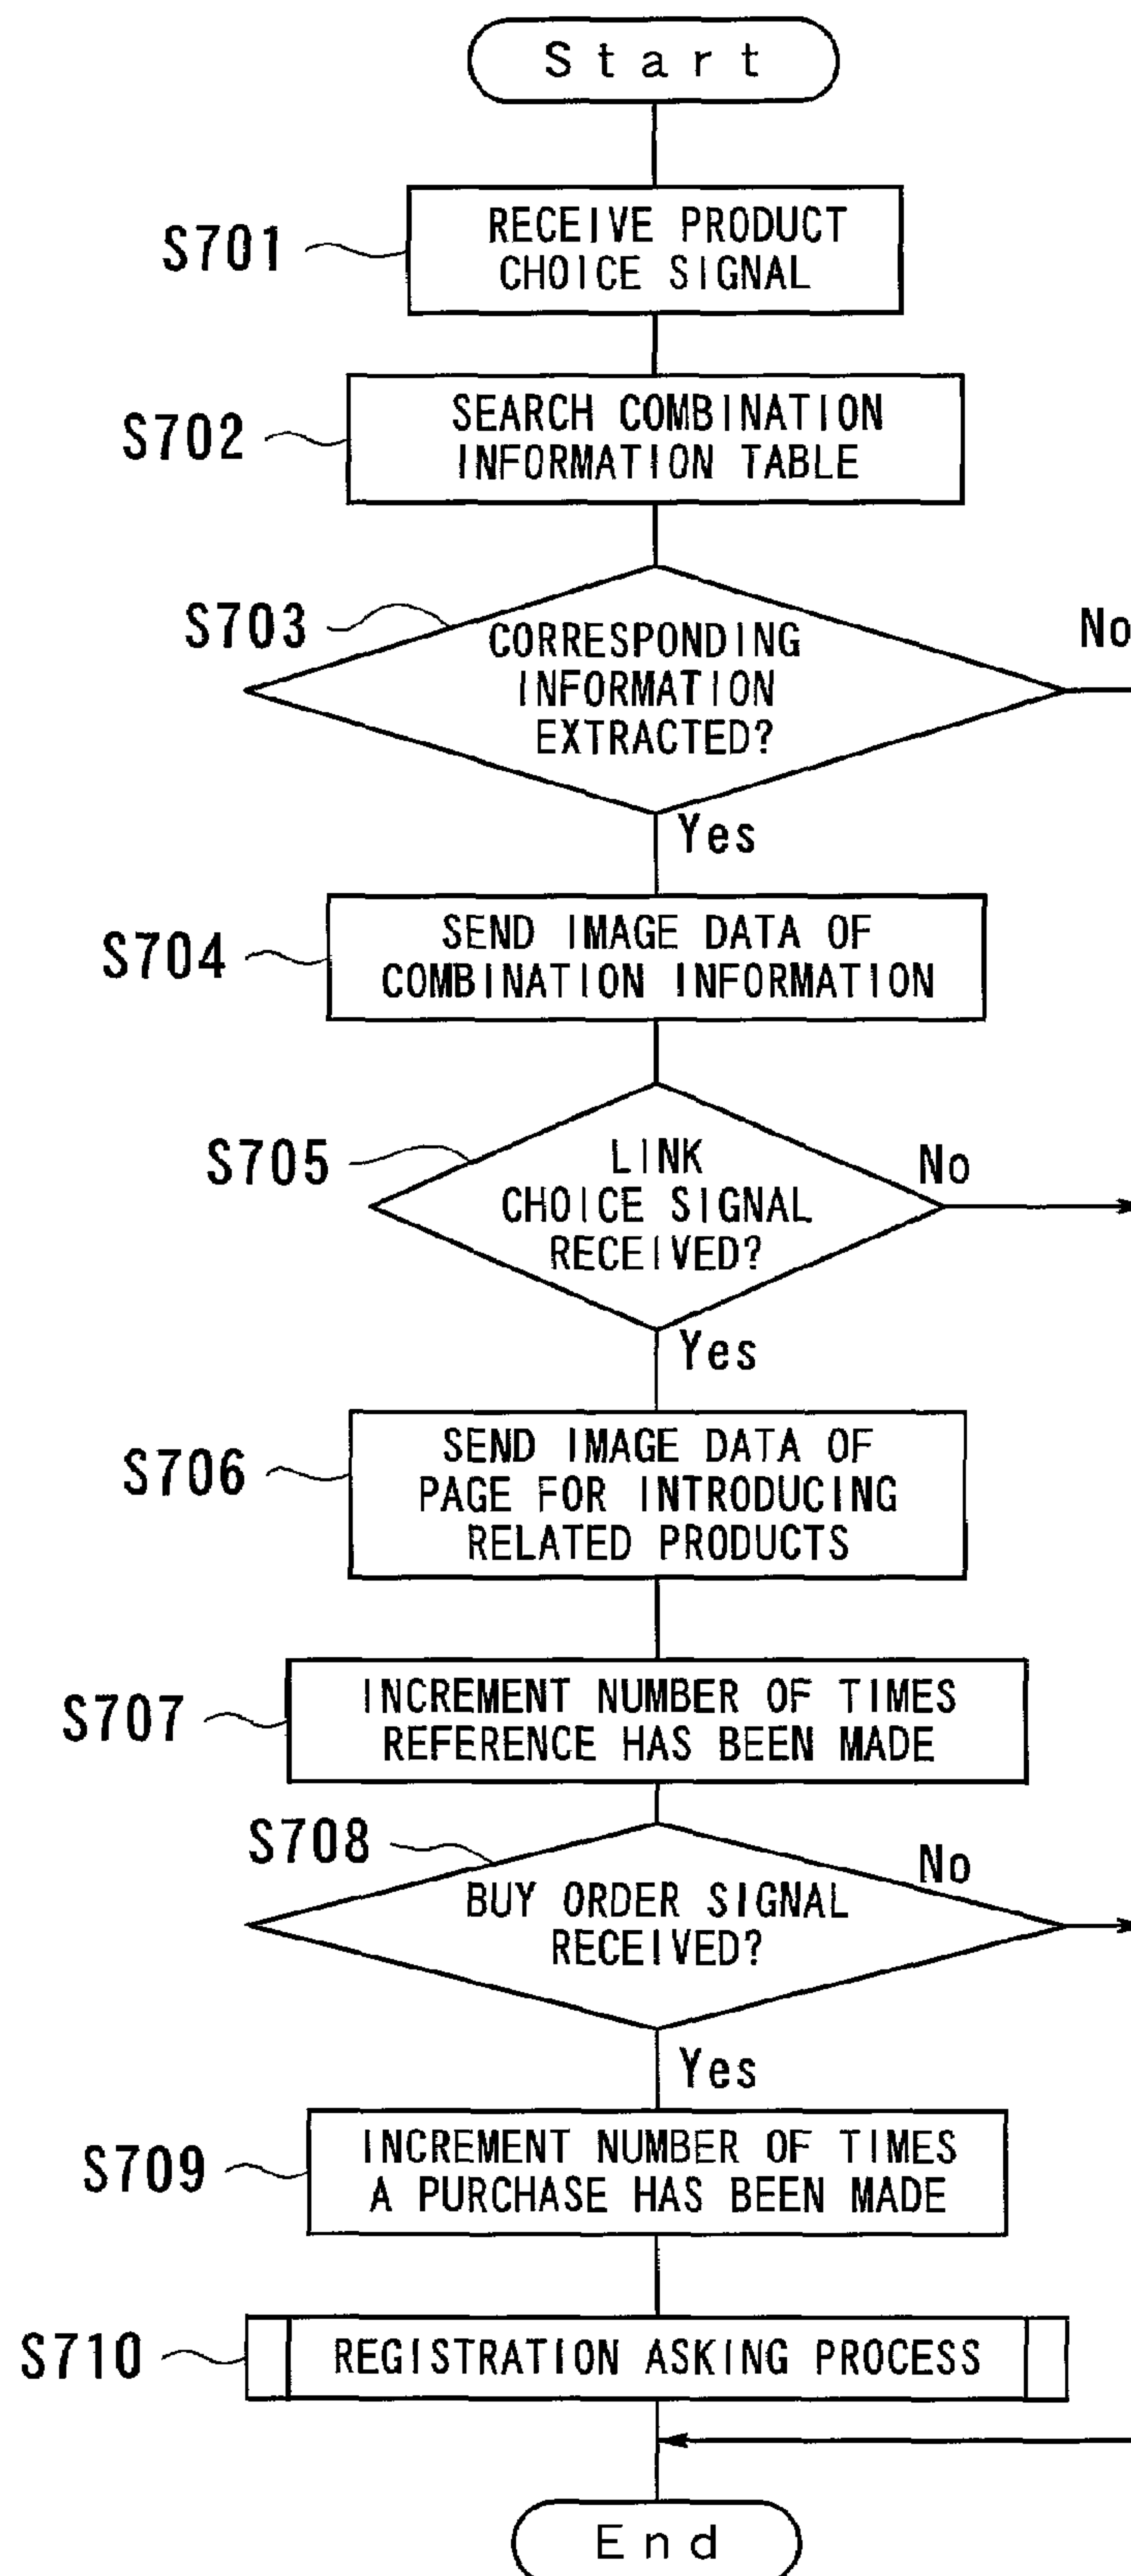 Start
S701
RECEIVE PRODUCT
CHOICE SIGNAL
S702
SEARCH COMBINATION
INFORMATION TABLE
S703
CORRESPONDING
INFORMATION
EXTRACTED?
No
Yes
S704
SEND IMAGE DATA OF
COMBINATION INFORMATION
S705
LINK
CHOICE SIGNAL
RECEIVED?
No
Yes
S706
SEND IMAGE DATA OF
PAGE FOR INTRODUCING
RELATED PRODUCTS
S707
INCREMENT NUMBER OF TIMES
REFERENCE HAS BEEN MADE
S708
BUY ORDER SIGNAL
RECEIVED?
No
Yes
S709
INCREMENT NUMBER OF TIMES
A PURCHASE HAS BEEN MADE
S710
REGISTRATION ASKING PROCESS
End